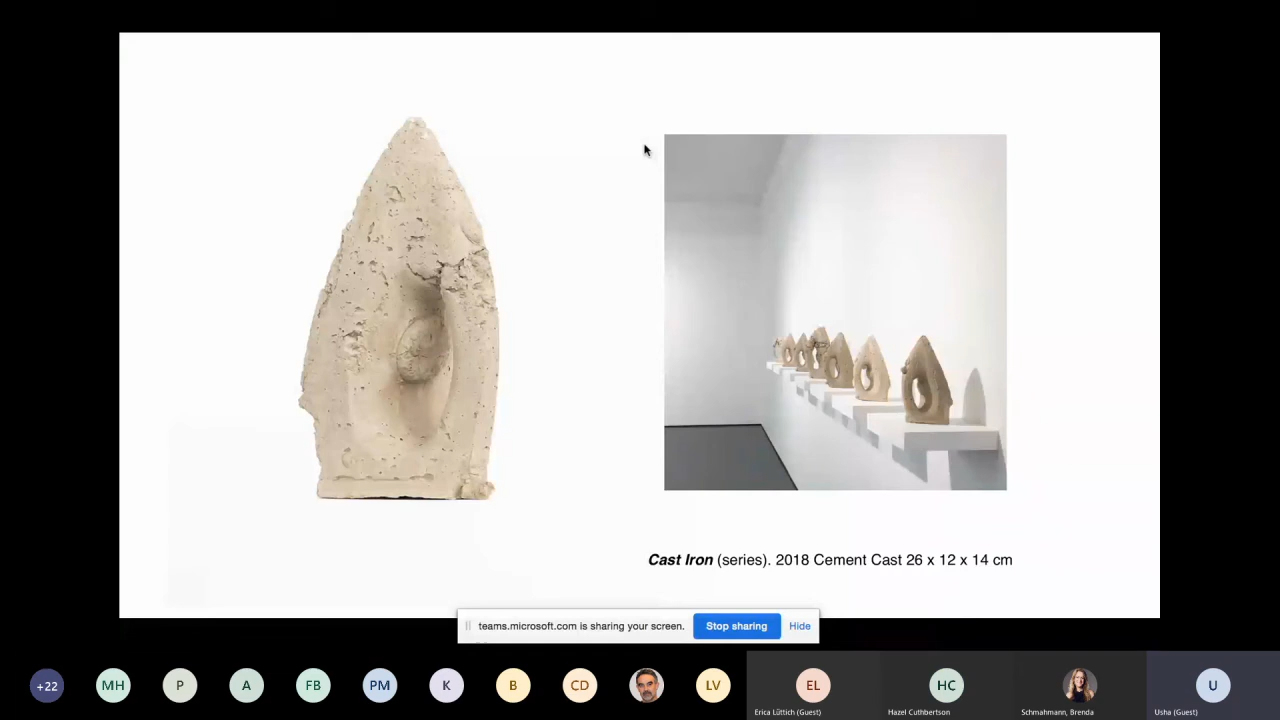 Cast Iron (series). 2018 Cement Cast 26 x 12 x 14 cm
teams.microsoft.com is sharing your screen. Stop sharing Hide
+22 MH P A FB PM K B CD LV EL HC U
Erica Lüttich (Guest) Hazel Cuthbertson Schmahmann, Brenda Usha (Guest)